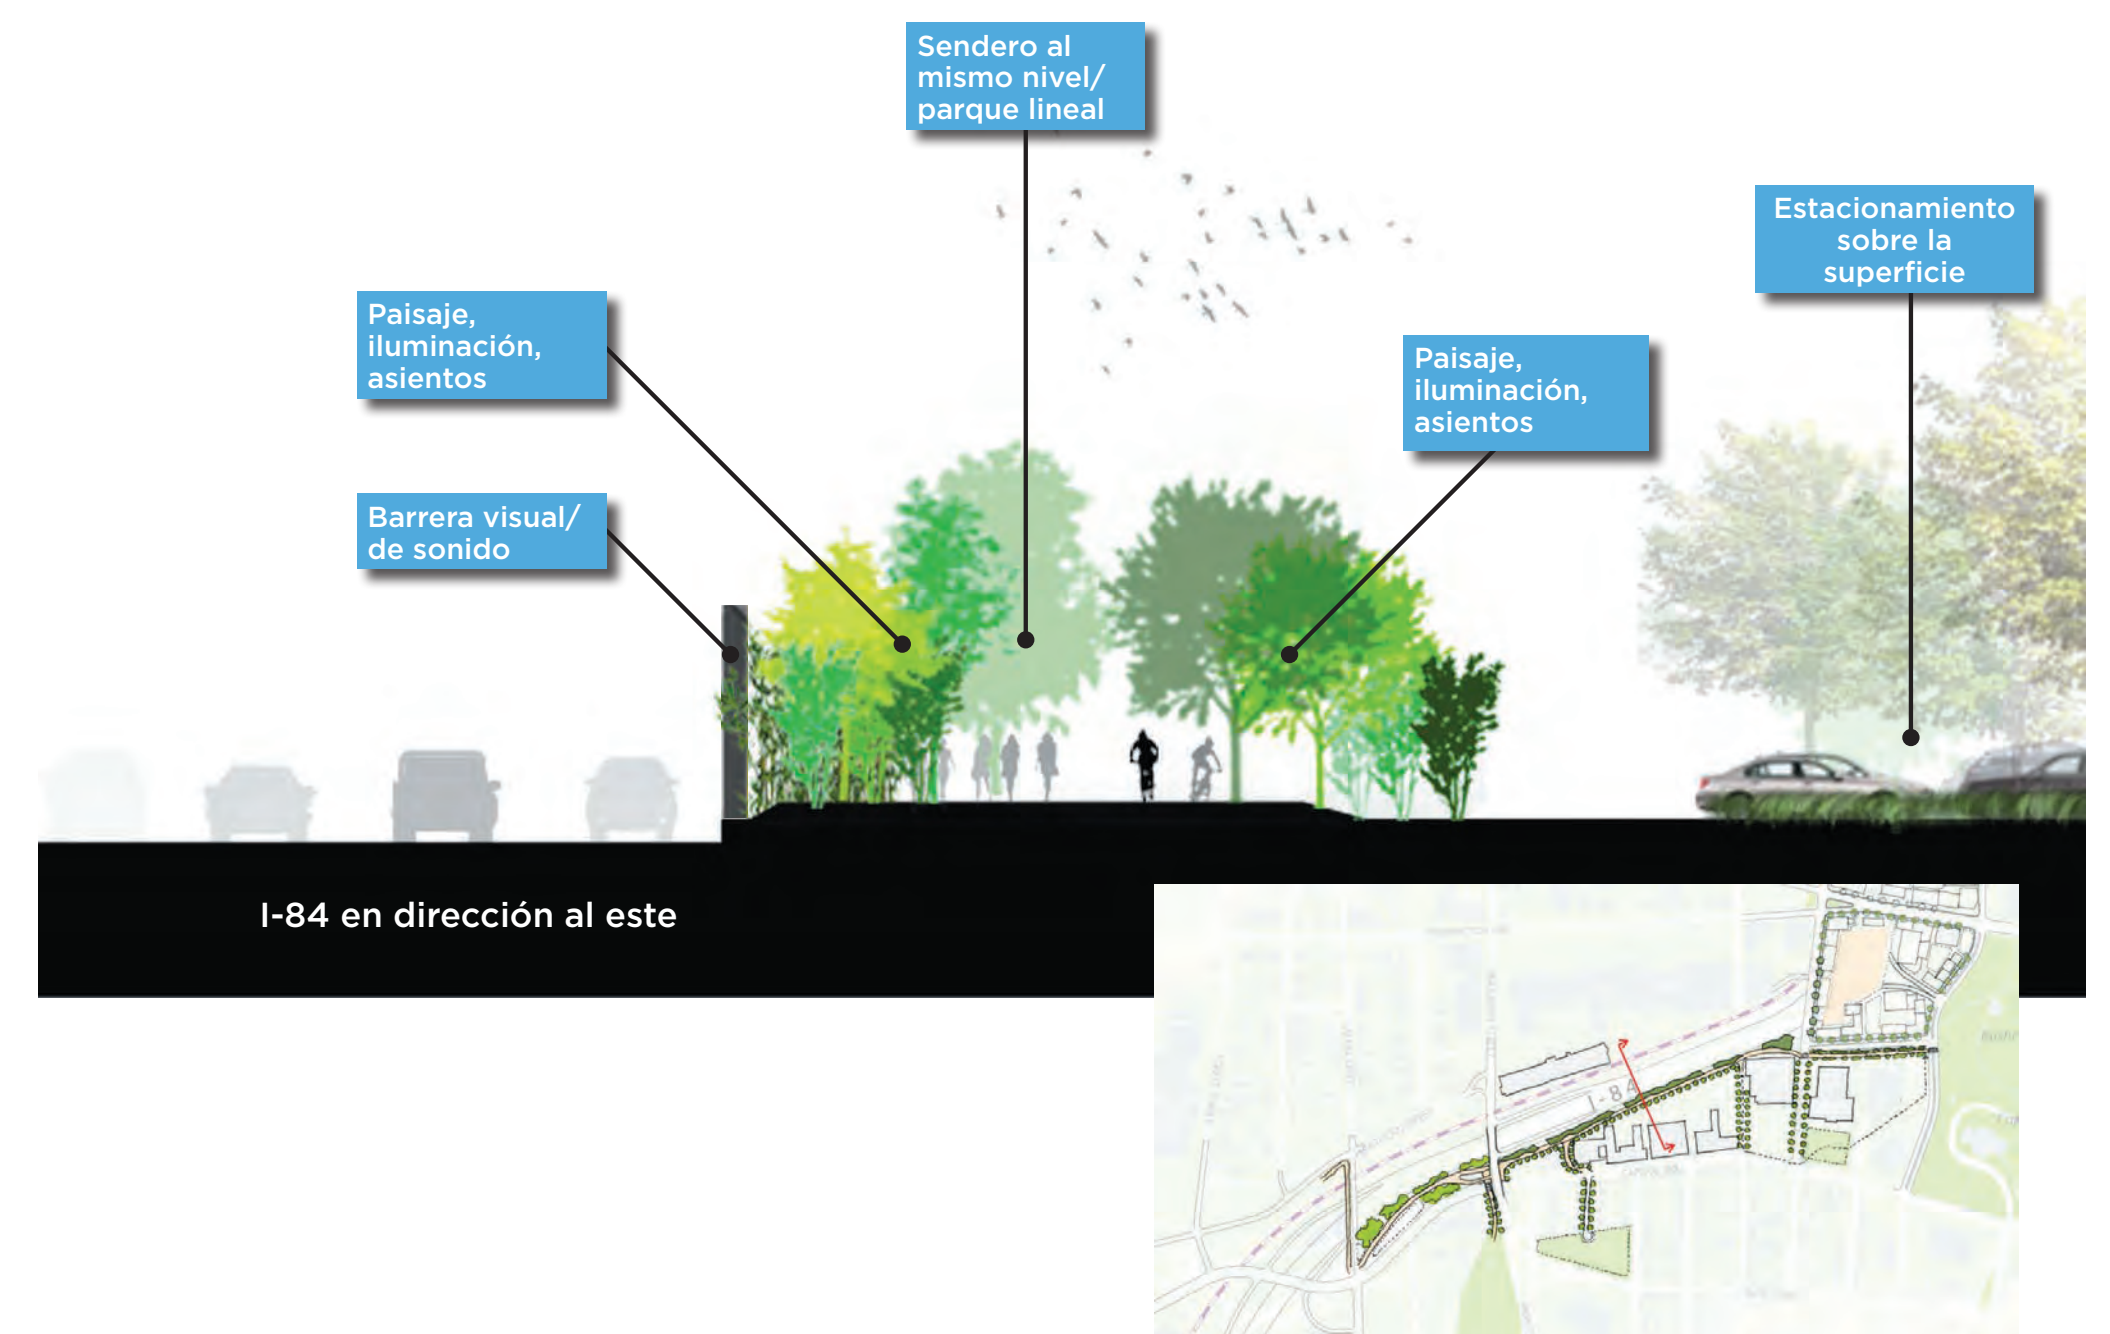 Sendero al
mismo nivel/
parque lineal
Estacionamiento
sobre la
superficie
Paisaje,
iluminación,
asientos
Paisaje,
iluminación,
asientos
Barrera visual/
de sonido
I-84 en dirección al este
I-84